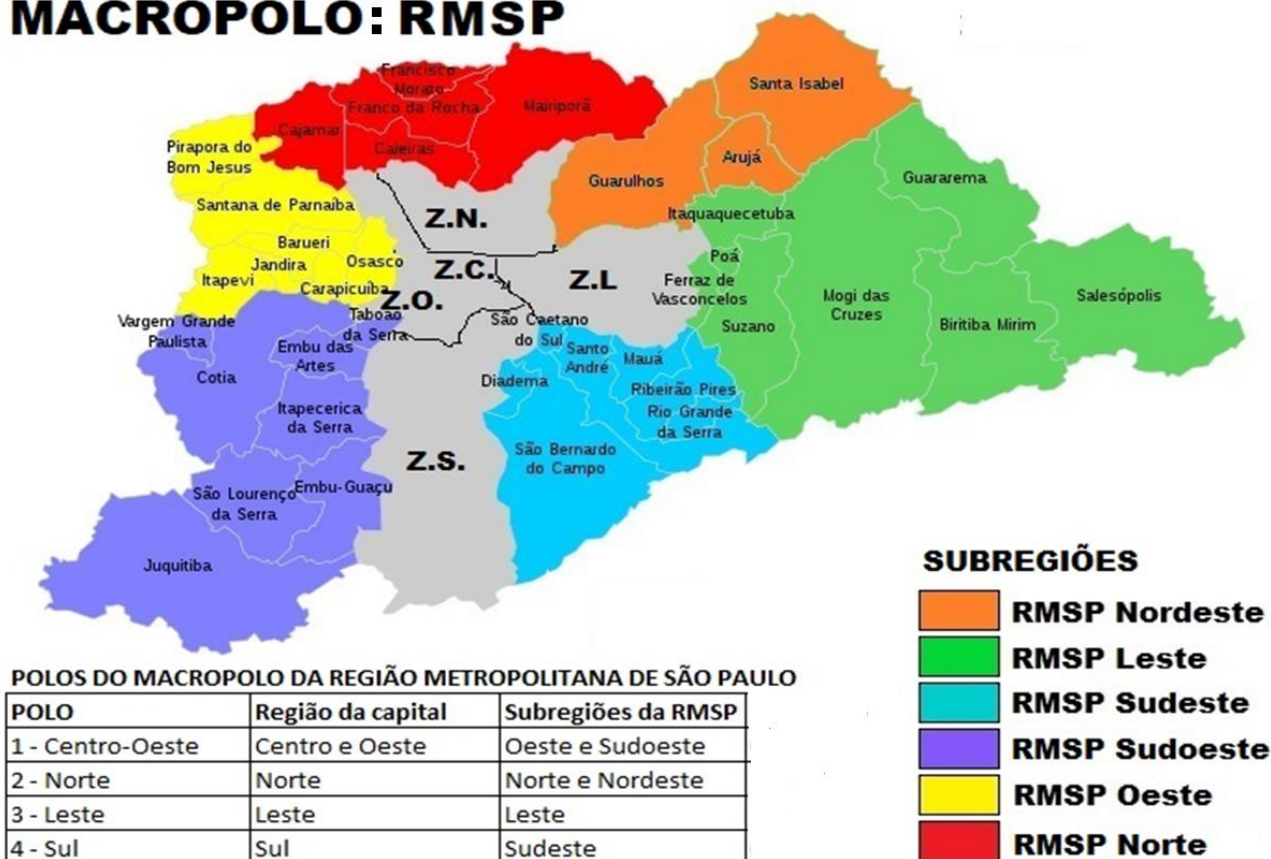 MACROPOLO: RMSP
Francisco
Morato
Franco da Rocha
Mairiporã
Cajamar
Caieiras
Santa Isabel
Arujá
Guarulhos
Pirapora do
Bom Jesus
Santana de Parnaíba
Barueri
Jandira
Itapevi
Osasco
Carapicuíba
Z.N.
Z.C.
Z.L
Z.O.
Z.S.
Itaquaquecetuba
Guararema
Poá
Ferraz de
Vasconcelos
Suzano
Mogi das
Cruzes
Biritiba Mirim
Salesópolis
Vargem Grande
Paulista
Taboão
da Serra
Embu das
Artes
Cotia
Itapecerica
da Serra
São Lourenço
da Serra
Embu-Guaçu
Juquitiba
São Caetano
do Sul
Santo
André
Mauá
Diadema
Ribeirão Pires
Rio Grande
da Serra
São Bernardo
do Campo
SUBREGIÕES
RMSP Nordeste
RMSP Leste
RMSP Sudeste
RMSP Sudoeste
RMSP Oeste
RMSP Norte
POLOS DO MACROPOLO DA REGIÃO METROPOLITANA DE SÃO PAULO
POLO Região da capital Subregiões da RMSP
1 - Centro-Oeste Centro e Oeste Oeste e Sudoeste
2 - Norte Norte Norte e Nordeste
3 - Leste Leste Leste
4 - Sul Sul Sudeste